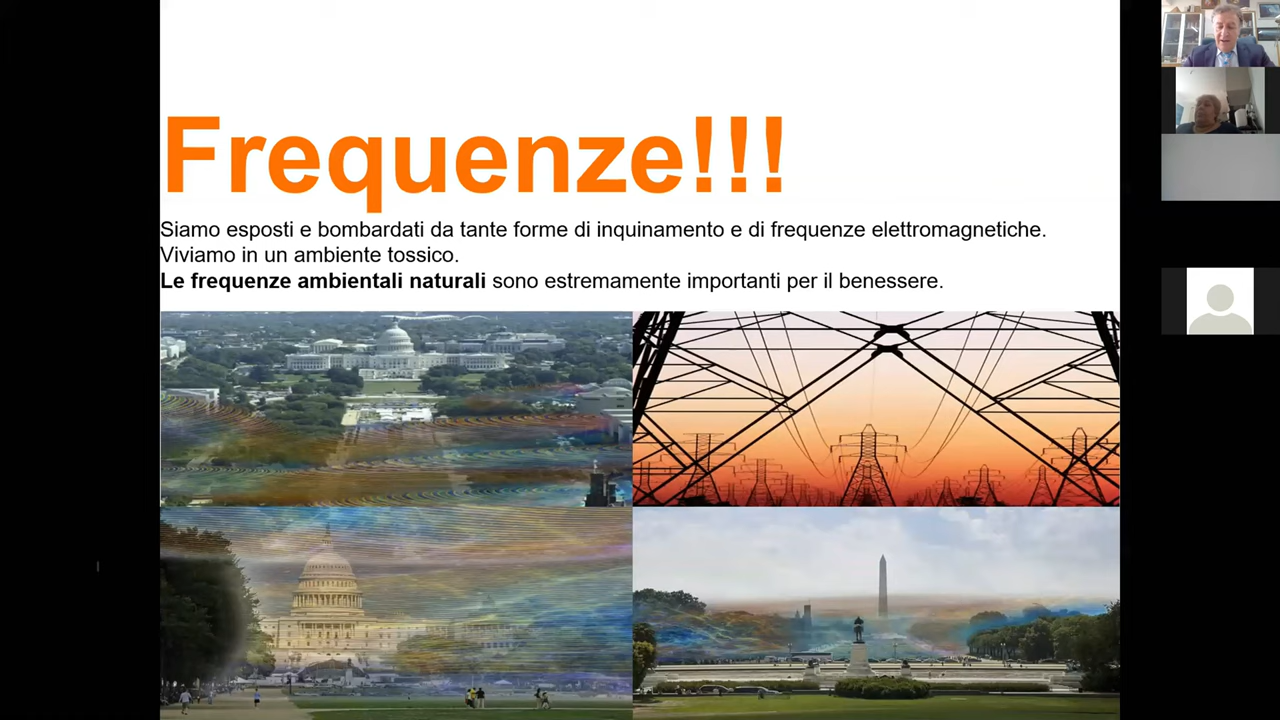 Frequenze!!!
Siamo esposti e bombardati da tante forme di inquinamento e di frequenze elettromagnetiche.
Viviamo in un ambiente tossico.
Le frequenze ambientali naturali sono estremamente importanti per il benessere.